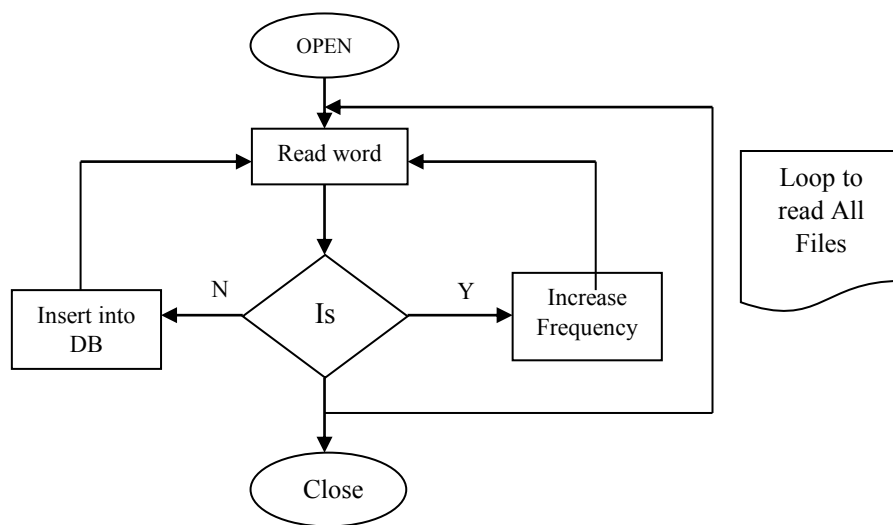 OPEN
Read word
Loop to
read All
Files
N
Y
Insert into
DB
Is
Increase
Frequency
Close